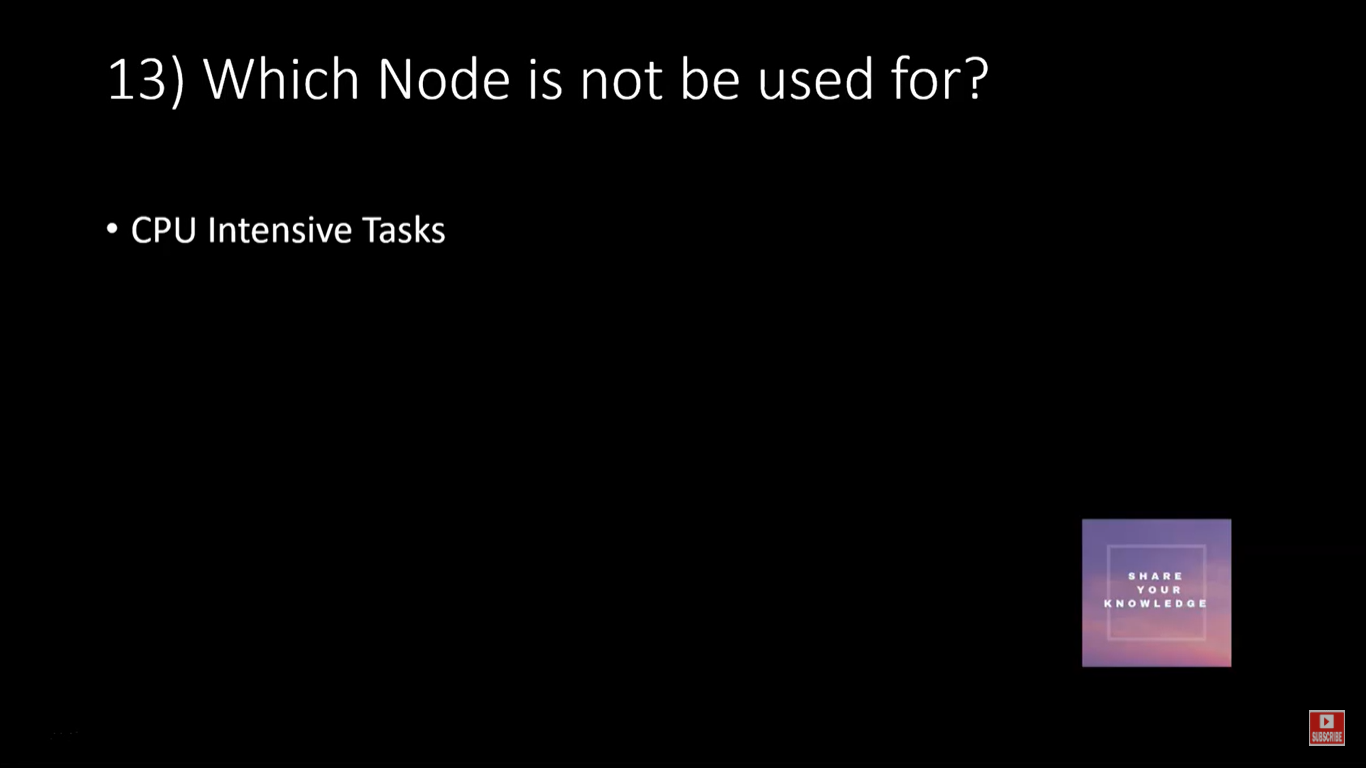 13) Which Node is not be used for?
• CPU Intensive Tasks
SHARE
YOUR
KNOWLEDGE
SUBSCRIBE